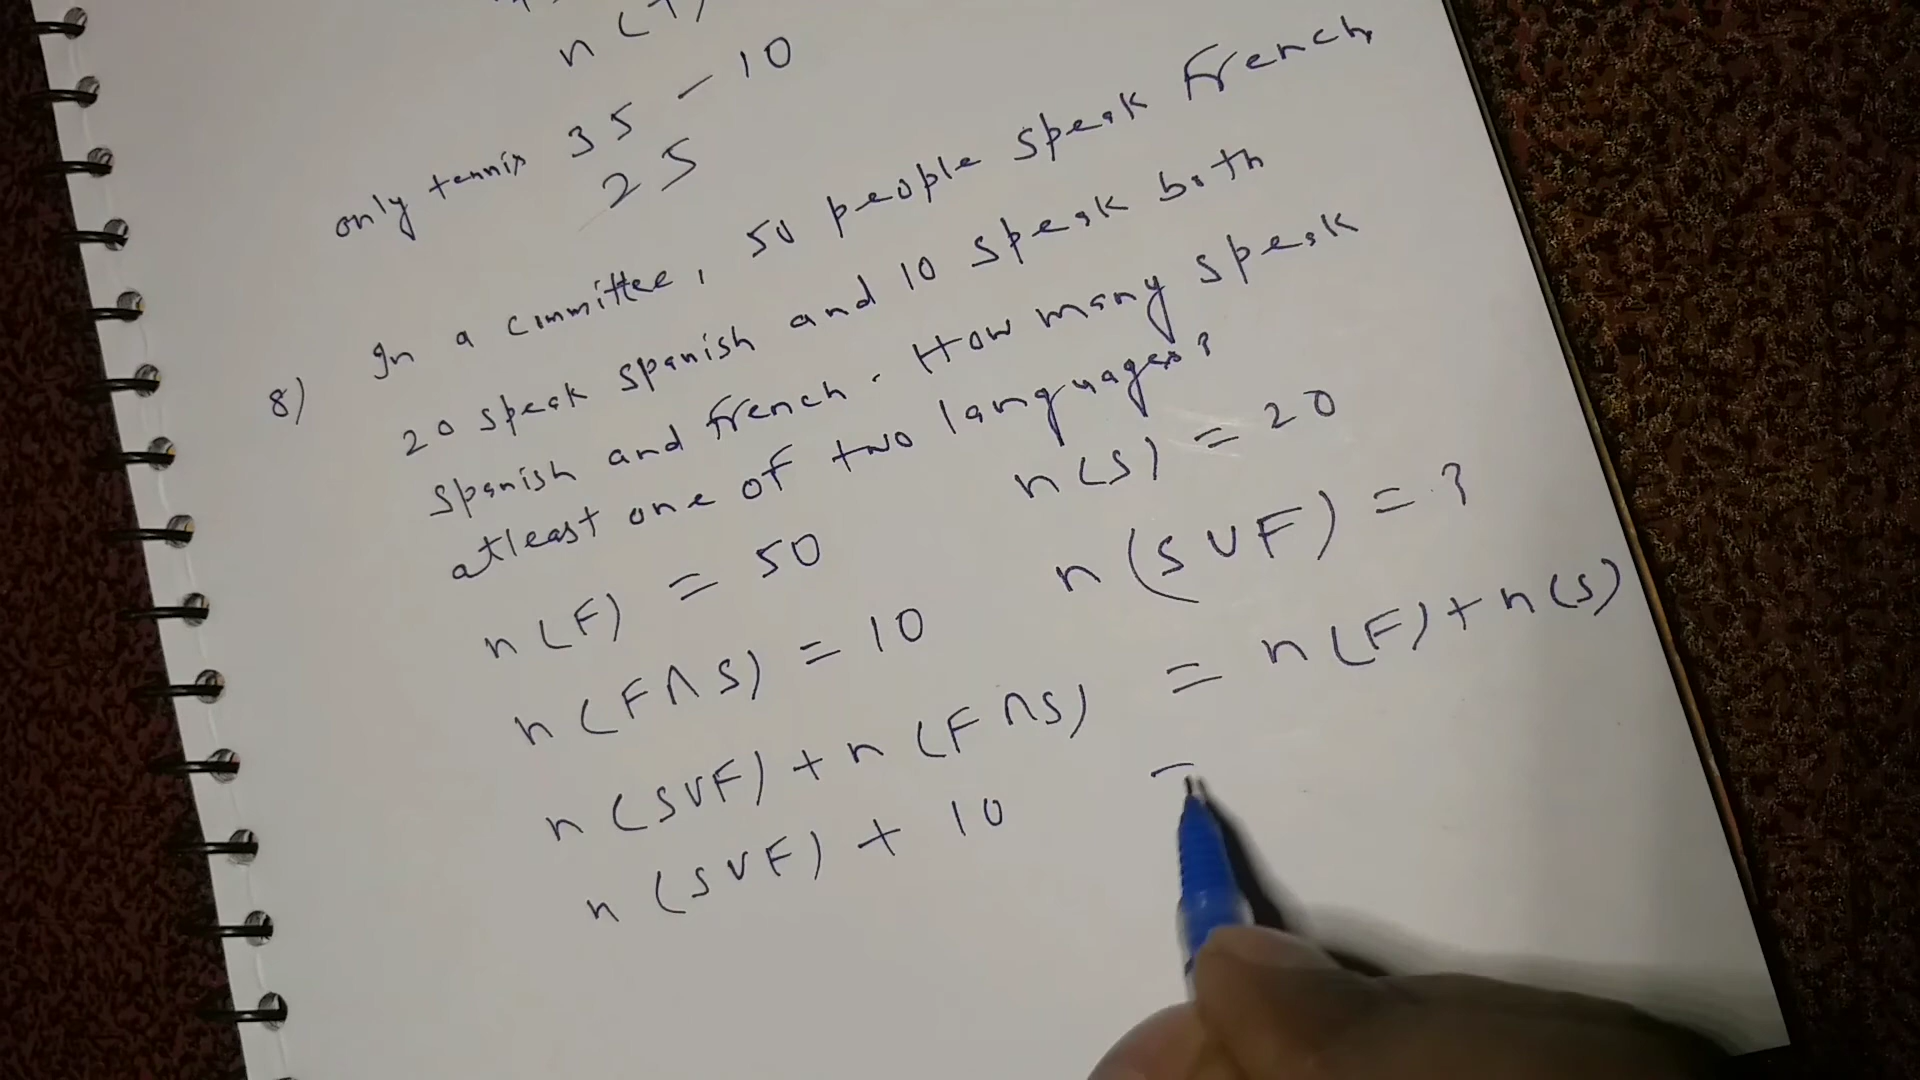 n(T)
only tennis 35 - 10
25
8) In a committee, 50 people speak French,
20 speak spanish and 10 speak both
spanish and french. How many speak
atleast one of two languages?
n(F) = 50 n(S) = 20
n(F∩S) = 10 n(S∪F) = ?
n(S∪F) + n(F∩S) = n(F) + n(S)
n(S∪F) + 10